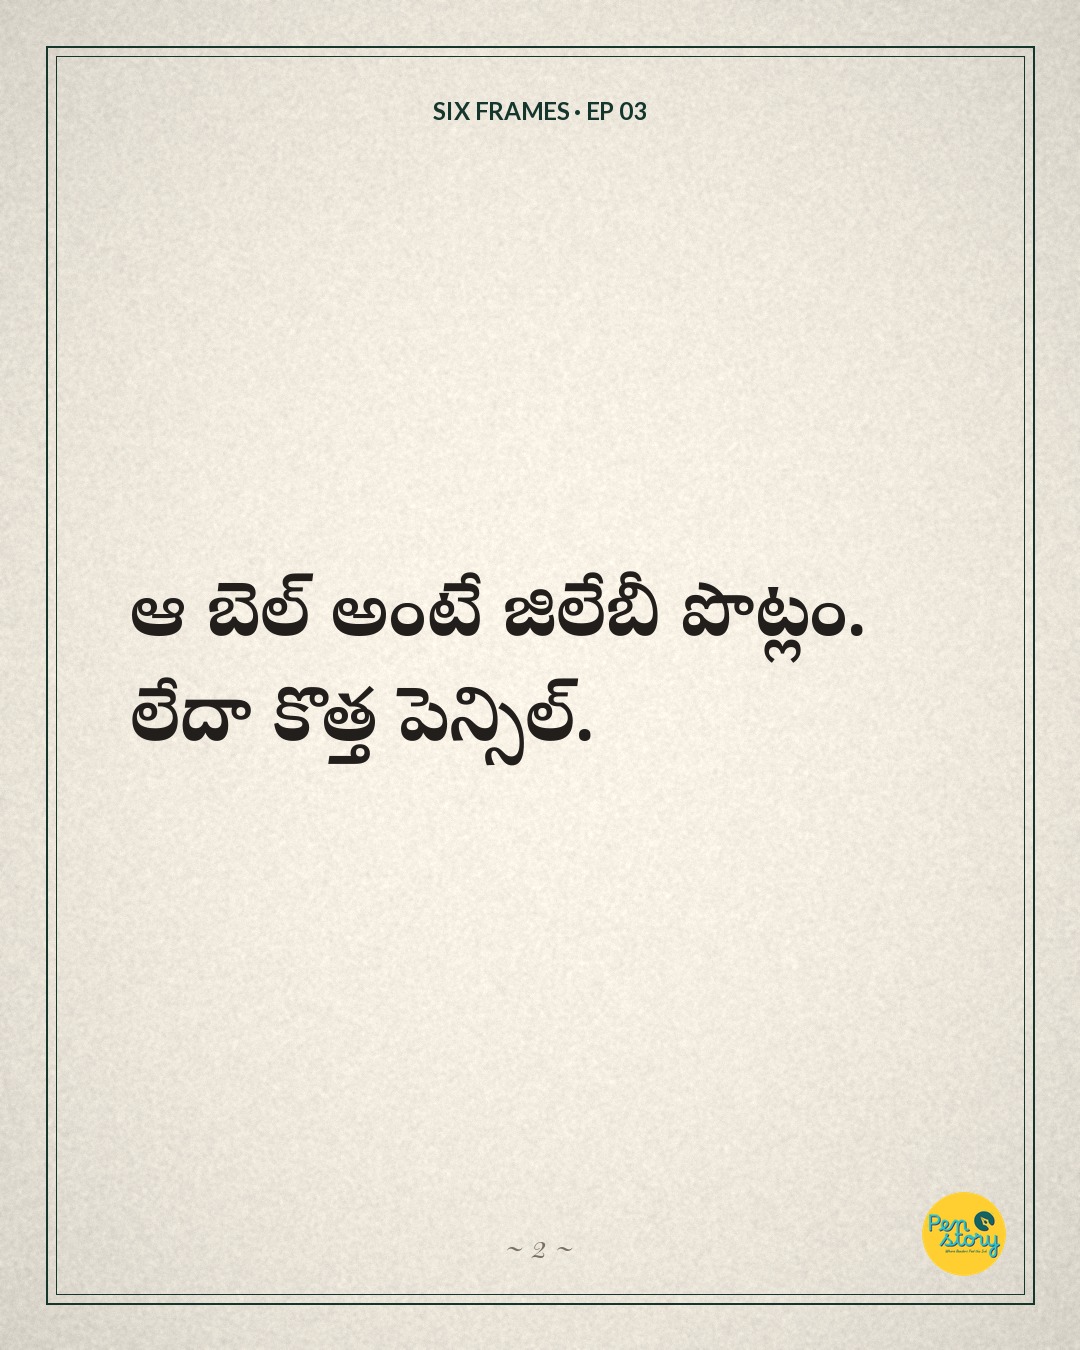 SIX FRAMES · EP 03
ఆ బెల్ అంటే జిలేబీ పొట్లం.
లేదా కొత్త పెన్సిల్.
~ 2 ~
Pen
story